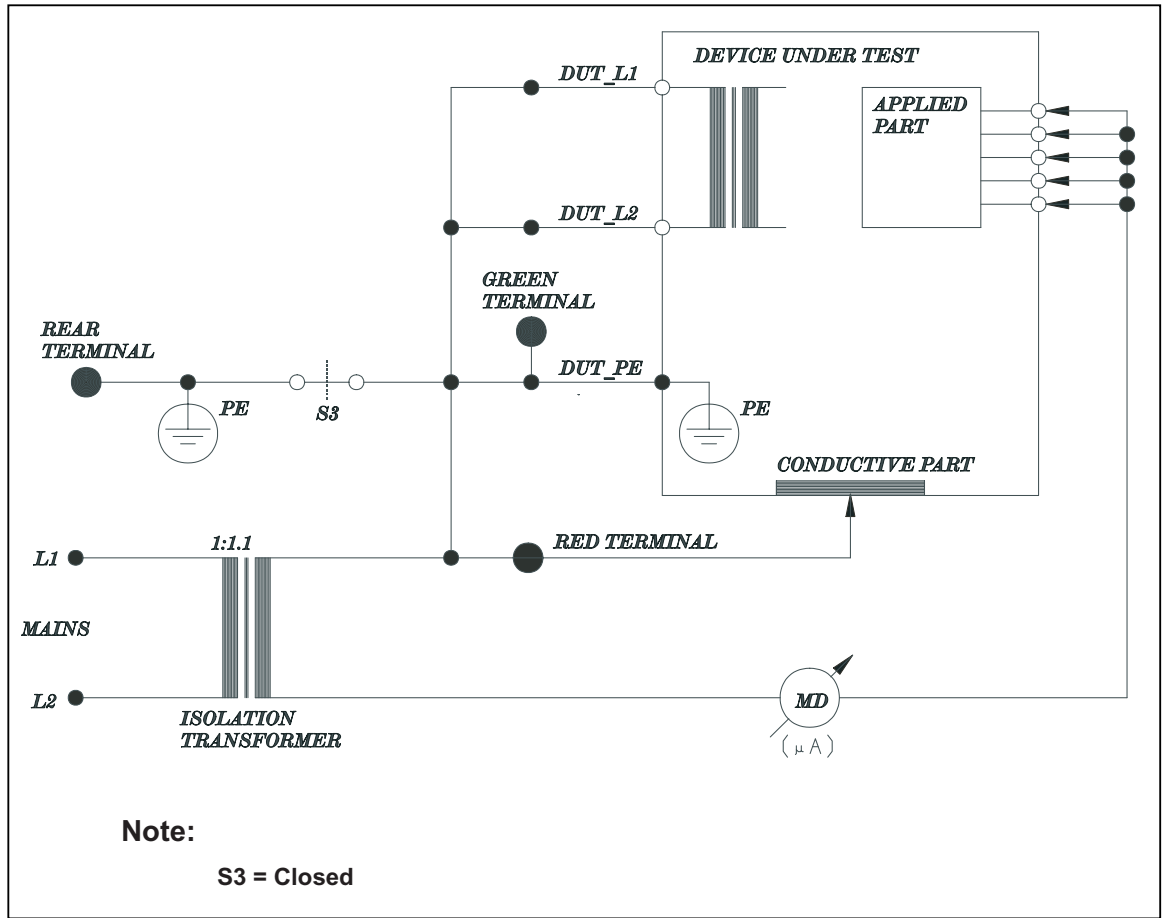 DEVICE UNDER TEST
DUT_L1
APPLIED
PART
DUT_L2
GREEN
TERMINAL
REAR
TERMINAL
DUT_PE
PE
S3
PE
CONDUCTIVE PART
1:1.1
L1
RED TERMINAL
MAINS
L2
MD
ISOLATION
TRANSFORMER
(μA)
Note:
S3 = Closed